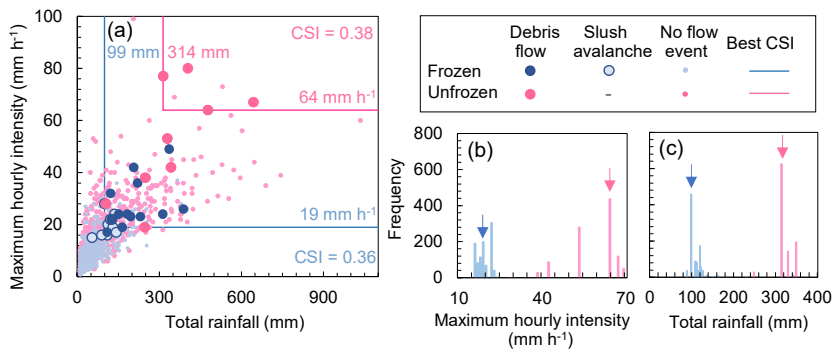 (a)
99 mm
314 mm
CSI = 0.38
64 mm h-1
19 mm h-1
CSI = 0.36
Maximum hourly intensity (mm h-1)
100
80
60
40
20
0
0 300 600 900
Total rainfall (mm)
Debris flow
Slush avalanche
No flow event
Best CSI
Frozen
Unfrozen –
(b)
Frequency
800
600
400
200
0
10 40 70
Maximum hourly intensity
(mm h-1)
(c)
0 100 200 300 400
Total rainfall (mm)